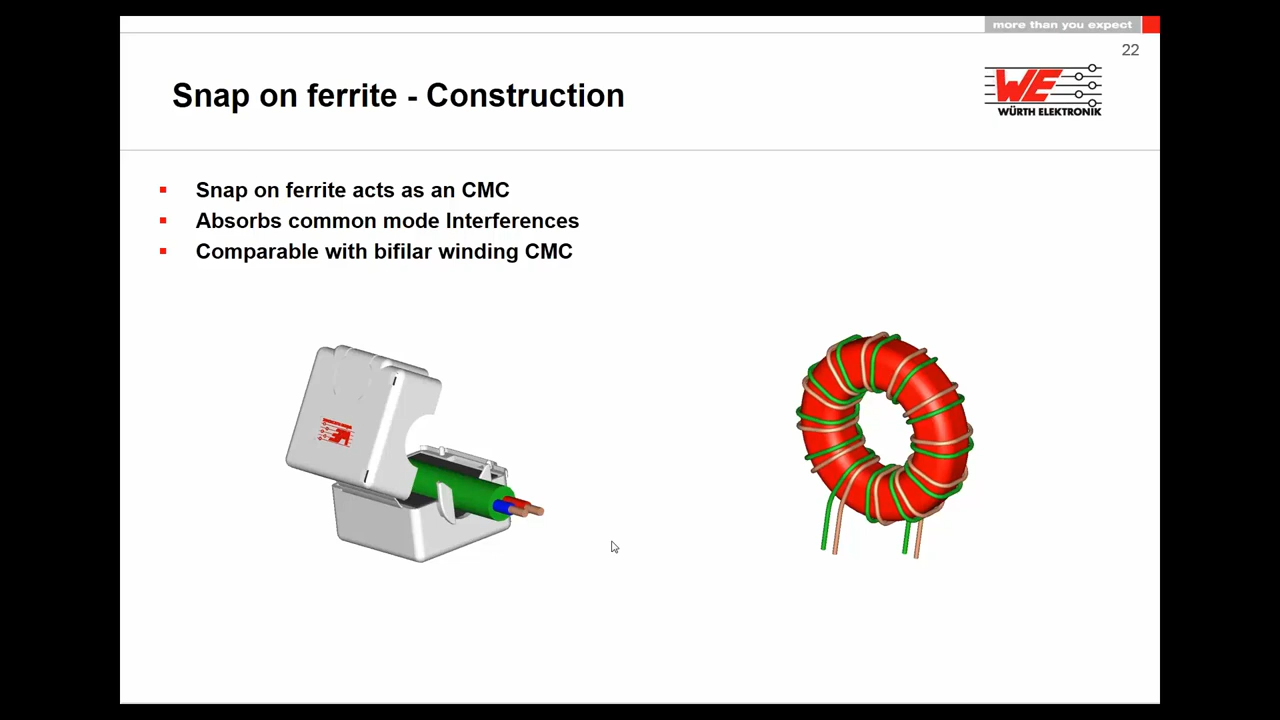 more than you expect
22
Snap on ferrite - Construction
WE
WÜRTH ELEKTRONIK
Snap on ferrite acts as an CMC
Absorbs common mode Interferences
Comparable with bifilar winding CMC